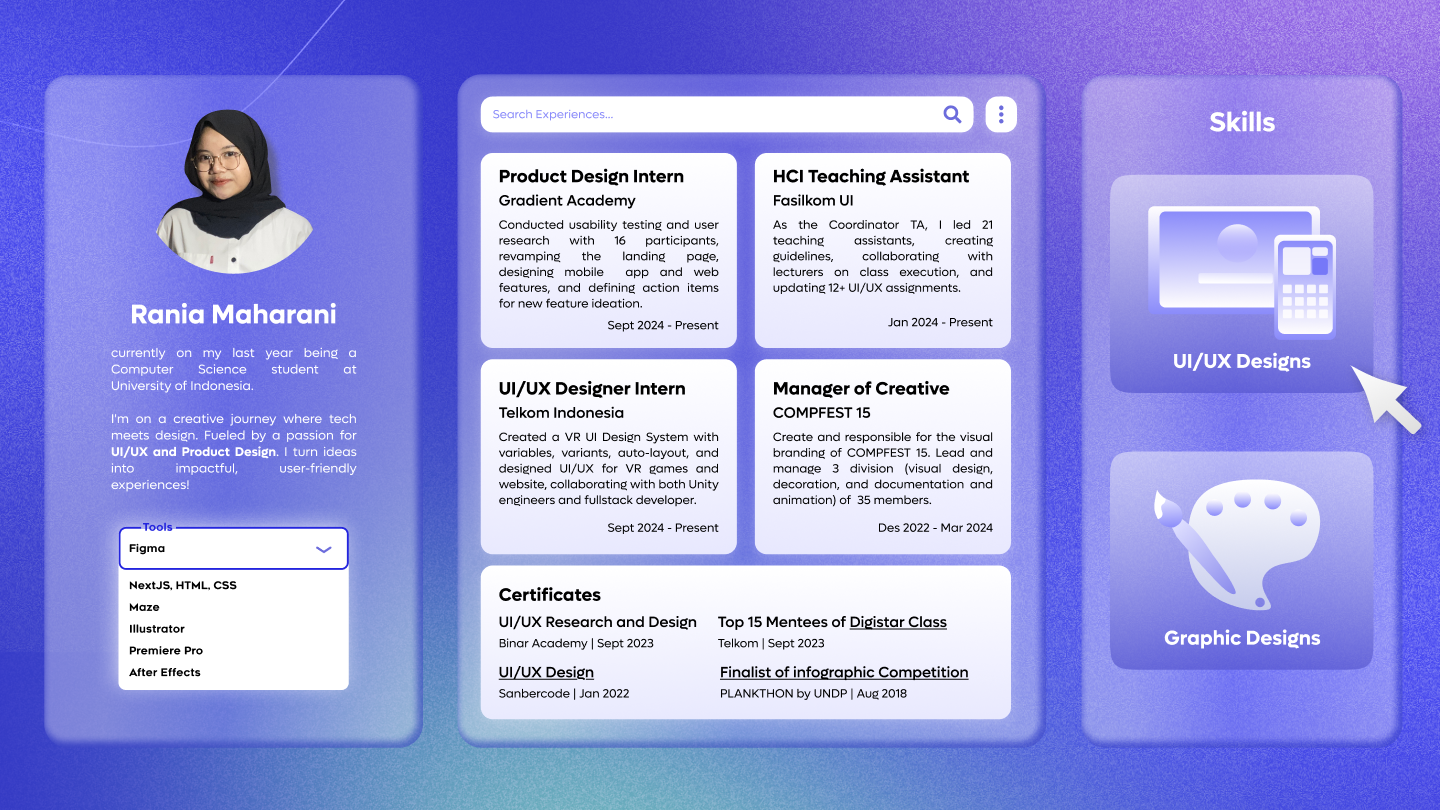 Rania Maharani
currently on my last year being a
Computer Science student at
University of Indonesia.
I'm on a creative journey where tech
meets design. Fueled by a passion for
UI/UX and Product Design. I turn ideas
into impactful, user-friendly
experiences!
Tools
Figma
NextJS, HTML, CSS
Maze
Illustrator
Premiere Pro
After Effects
Search Experiences...
Product Design Intern
Gradient Academy
Conducted usability testing and user
research with 16 participants,
revamping the landing page,
designing mobile app and web
features, and defining action items
for new feature ideation.
Sept 2024 - Present
HCI Teaching Assistant
Fasilkom UI
As the Coordinator TA, I led 21
teaching assistants, creating
guidelines, collaborating with
lecturers on class execution, and
updating 12+ UI/UX assignments.
Jan 2024 - Present
UI/UX Designer Intern
Telkom Indonesia
Created a VR UI Design System with
variables, variants, auto-layout, and
designed UI/UX for VR games and
website, collaborating with both Unity
engineers and fullstack developer.
Sept 2024 - Present
Manager of Creative
COMPFEST 15
Create and responsible for the visual
branding of COMPFEST 15. Lead and
manage 3 division (visual design,
decoration, and documentation and
animation) of 35 members.
Des 2022 - Mar 2024
Certificates
UI/UX Research and Design
Binar Academy | Sept 2023
Top 15 Mentees of Digistar Class
Telkom | Sept 2023
UI/UX Design
Sanbercode | Jan 2022
Finalist of infographic Competition
PLANKTHON by UNDP | Aug 2018
Skills
UI/UX Designs
Graphic Designs